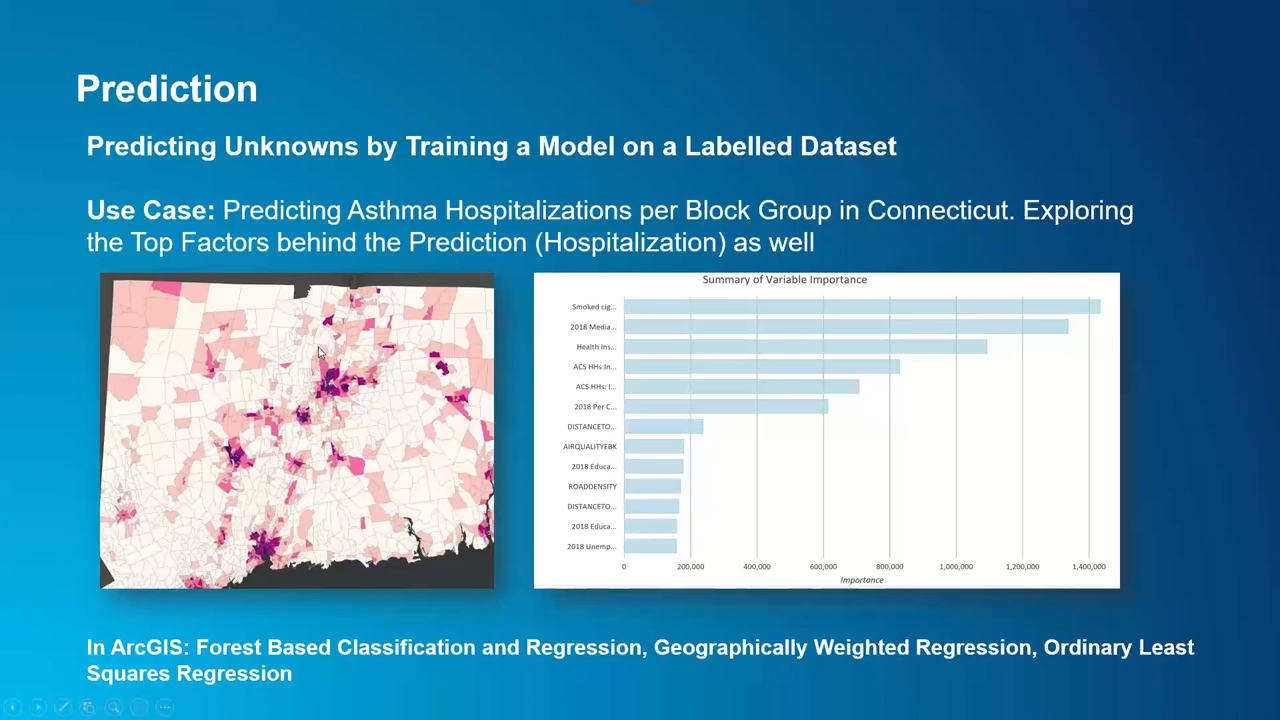 Prediction
Predicting Unknowns by Training a Model on a Labelled Dataset
Use Case: Predicting Asthma Hospitalizations per Block Group in Connecticut. Exploring
the Top Factors behind the Prediction (Hospitalization) as well
Summary of Variable Importance
Smoked cig...
2018 Media...
Health Ins...
ACS HHs:In...
ACS HHs: I...
2018 Per C...
DISTANCETO...
AIRQUALITYEBK
2018 Educa...
ROADDENSITY
DISTANCETO...
2018 Educa...
2018 Unemp...
0 200,000 400,000 600,000 800,000 1,000,000 1,200,000 1,400,000
Importance
In ArcGIS: Forest Based Classification and Regression, Geographically Weighted Regression, Ordinary Least
Squares Regression